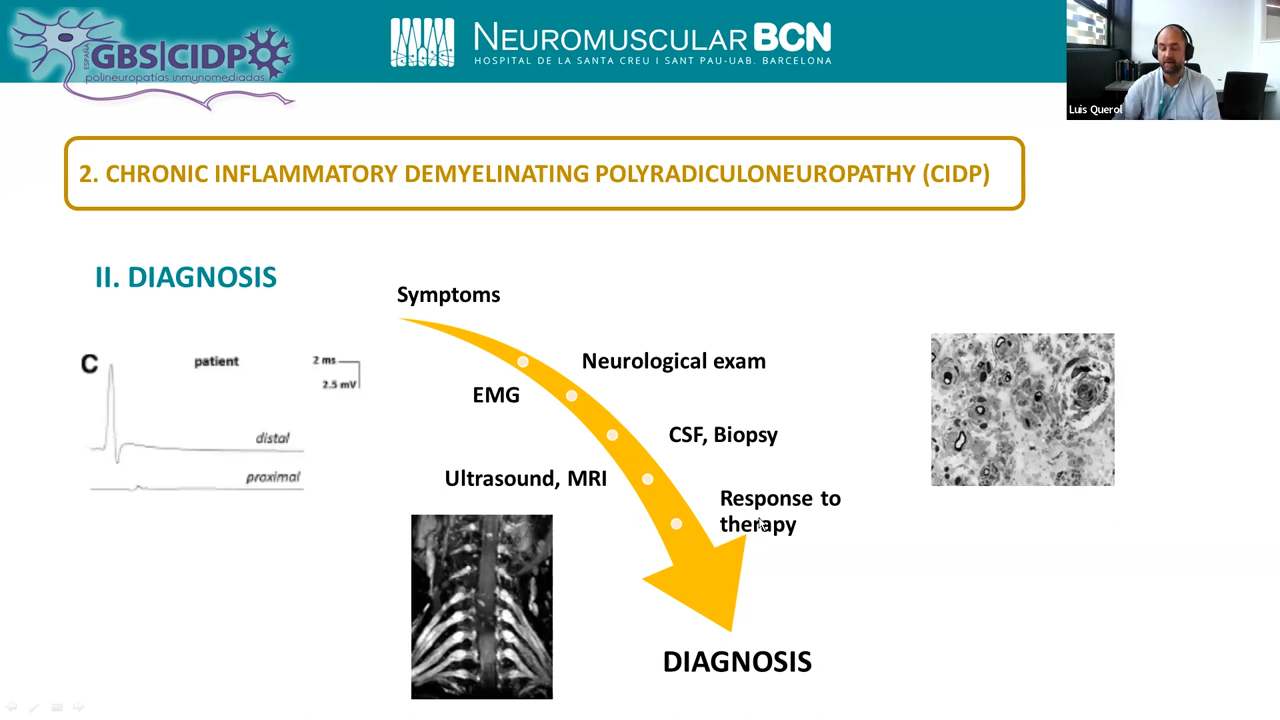 ESPAÑA
GBS|CIDP
polineuropatías inmunomediadas
NEUROMUSCULAR BCN
HOSPITAL DE LA SANTA CREU I SANT PAU-UAB. BARCELONA
Luis Querol
2. CHRONIC INFLAMMATORY DEMYELINATING POLYRADICULONEUROPATHY (CIDP)
II. DIAGNOSIS
Symptoms
Neurological exam
EMG
CSF, Biopsy
Ultrasound, MRI
Response to
therapy
DIAGNOSIS
C
patient
2 ms
2.5 mV
distal
proximal